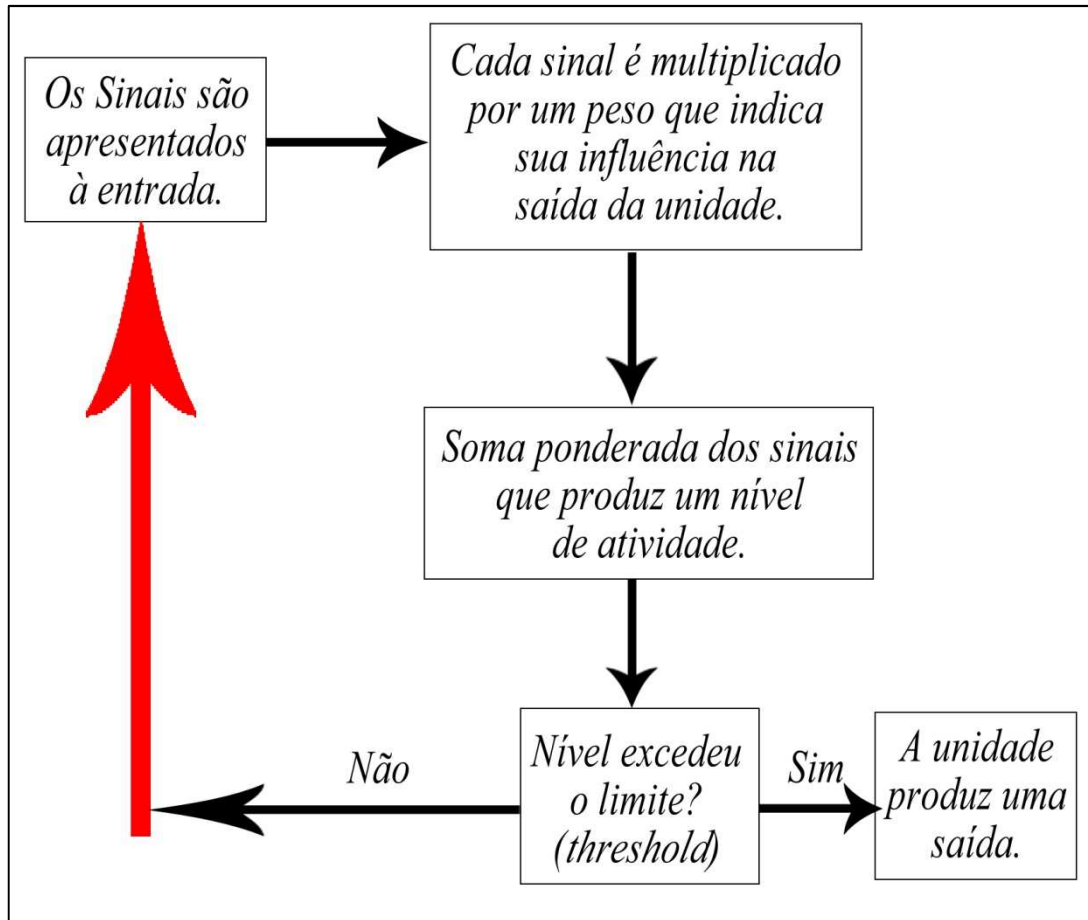 Os Sinais são
apresentados
à entrada.
Cada sinal é multiplicado
por um peso que indica
sua influência na
saída da unidade.
Soma ponderada dos sinais
que produz um nível
de atividade.
Nível excedeu
o limite?
(threshold)
Não
Sim
A unidade
produz uma
saída.